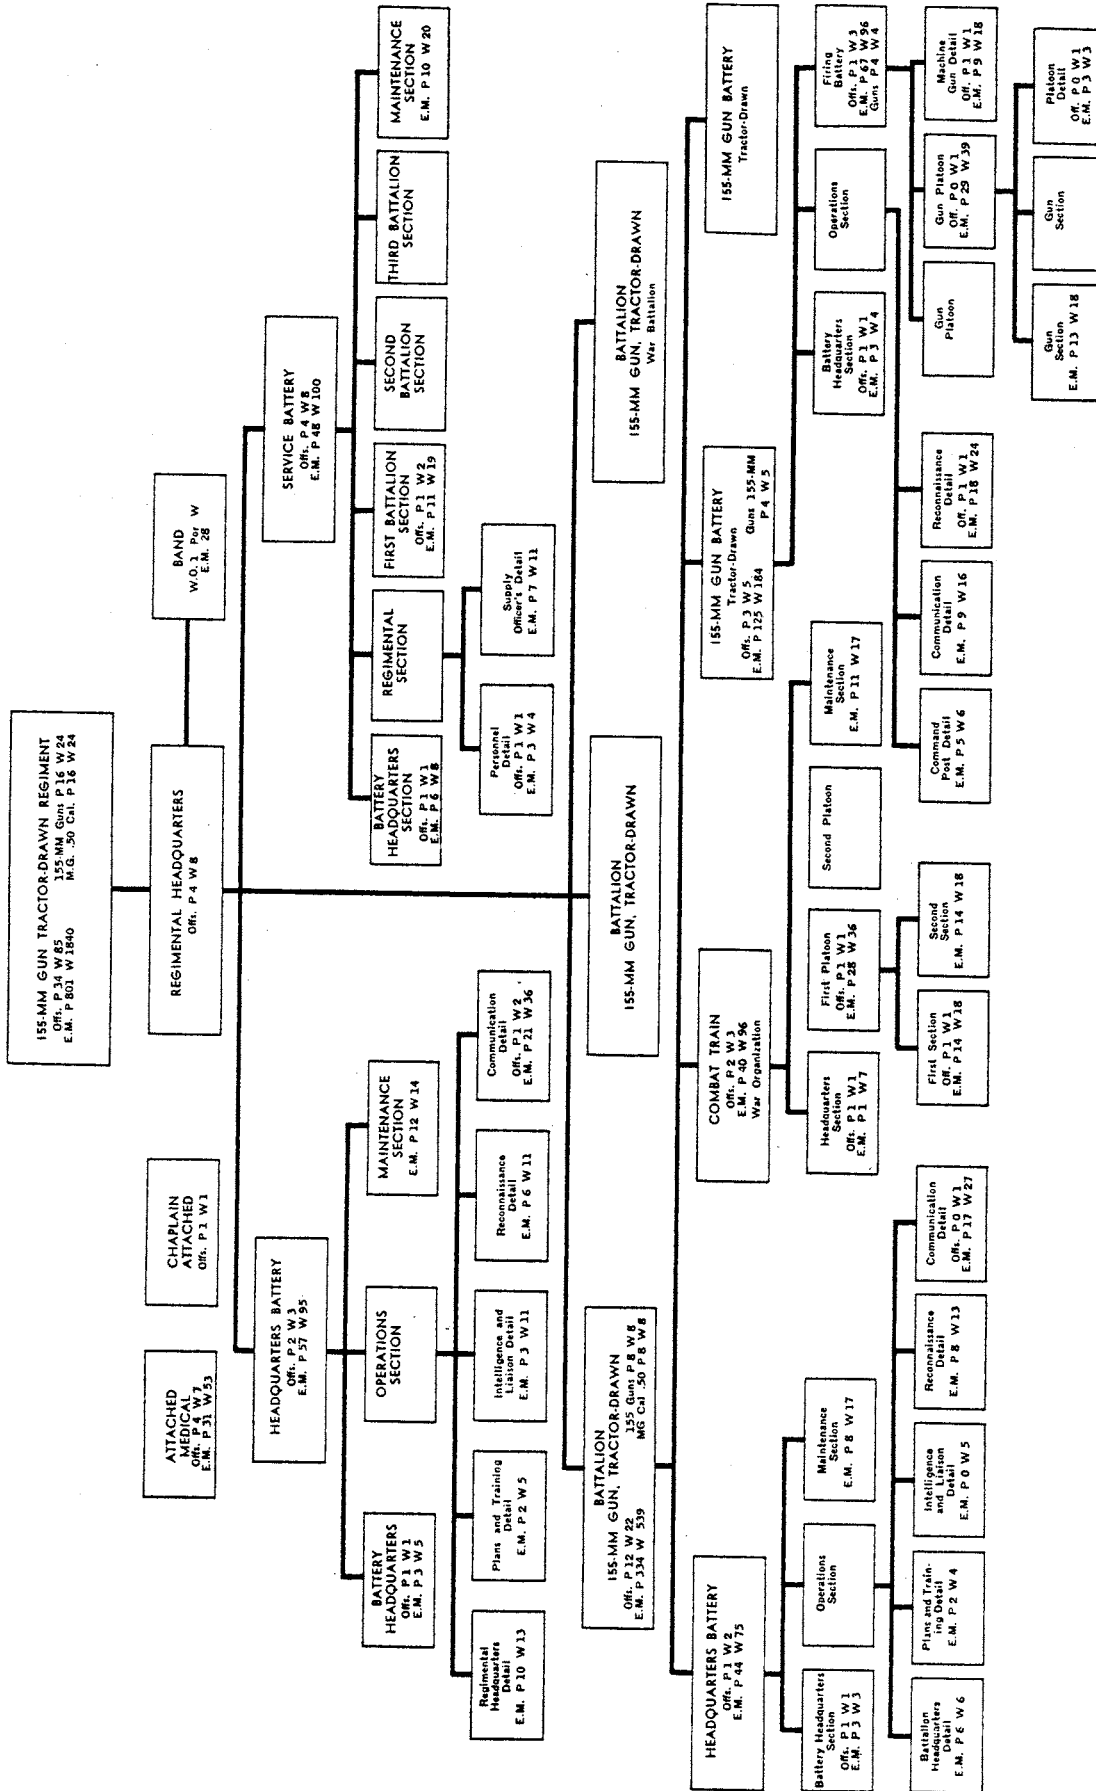 155-MM GUN TRACTOR-DRAWN REGIMENT
Offs. P 34 W 85 155-MM Guns P 16 W 24
E.M. P 801 W 1840 M.G. .50 Cal. P 16 W 24
ATTACHED
MEDICAL
Offs. P 4 W 7
E.M. P 31 W 53
CHAPLAIN
ATTACHED
Offs. P 1 W 1
REGIMENTAL HEADQUARTERS
Offs. P 4 W 8
BAND
W.O. 1 P or W
E.M. 28
HEADQUARTERS BATTERY
Offs. P 2 W 3
E.M. P 57 W 95
SERVICE BATTERY
Offs. P 4 W 8
E.M. P 48 W 100
BATTERY
HEADQUARTERS
Offs. P 1 W 1
E.M. P 3 W 5
OPERATIONS
SECTION
MAINTENANCE
SECTION
E.M. P 12 W 14
BATTERY
HEADQUARTERS
SECTION
Offs. P 1 W 1
E.M. P 6 W 8
REGIMENTAL
SECTION
FIRST BATTALION
SECTION
Offs. P 1 W 2
E.M. P 11 W 19
SECOND
BATTALION
SECTION
THIRD BATTALION
SECTION
MAINTENANCE
SECTION
E.M. P 10 W 20
Regimental
Headquarters
Detail
E.M. P 10 W 13
Plans and Training
Detail
E.M. P 2 W 5
Intelligence and
Liaison Detail
E.M. P 3 W 11
Reconnaissance
Detail
E.M. P 6 W 11
Communication
Detail
Offs. P 1 W 2
E.M. P 21 W 36
Personnel
Detail
Offs. P 1 W 1
E.M. P 3 W 4
Supply
Officer's Detail
E.M. P 7 W 11
BATTALION
155-MM GUN, TRACTOR-DRAWN
Offs. P 12 W 22 155 Guns P 8 W 8
E.M. P 334 W 539 MG Cal .50 P 8 W 8
BATTALION
155-MM GUN, TRACTOR-DRAWN
BATTALION
155-MM GUN, TRACTOR-DRAWN
War Battalion
HEADQUARTERS BATTERY
Offs. P 1 W 2
E.M. P 44 W 75
COMBAT TRAIN
Offs. P 2 W 3
E.M. P 40 W 96
War Organization
155-MM GUN BATTERY
Tractor-Drawn
Offs. P 3 W 5 Guns 155-MM
E.M. P 125 W 184 P 4 W 5
155-MM GUN BATTERY
Tractor-Drawn
Battery Headquarters
Section
Offs. P 1 W 1
E.M. P 3 W 3
Operations
Section
Maintenance
Section
E.M. P 8 W 17
Headquarters
Section
Offs. P 1 W 1
E.M. P 1 W 7
First Platoon
Offs. P 1 W 1
E.M. P 28 W 36
Second Platoon
Maintenance
Section
E.M. P 11 W 17
Battery
Headquarters
Section
Offs. P 1 W 1
E.M. P 3 W 4
Operations
Section
Firing
Battery
Offs. P 1 W 3
E.M. P 67 W 96
Guns P 4 W 4
Battalion
Headquarters
Detail
E.M. P 6 W 6
Plans and Train-
ing Detail
E.M. P 2 W 4
Intelligence
and Liaison
Detail
E.M. P 0 W 5
Reconnaissance
Detail
E.M. P 8 W 13
Communication
Detail
Offs. P 0 W 1
E.M. P 17 W 27
First Section
Off. P 1 W 1
E.M. P 14 W 18
Second
Section
E.M. P 14 W 18
Command
Post Detail
E.M. P 5 W 6
Communication
Detail
E.M. P 9 W 16
Reconnaissance
Detail
Off. P 1 W 1
E.M. P 18 W 24
Gun
Platoon
Gun Platoon
Off. P 0 W 1
E.M. P 29 W 39
Machine
Gun Detail
Off. P 1 W 1
E.M. P 9 W 18
Gun
Section
E.M. P 13 W 18
Gun
Section
Platoon
Detail
Off. P 0 W 1
E.M. P 3 W 3